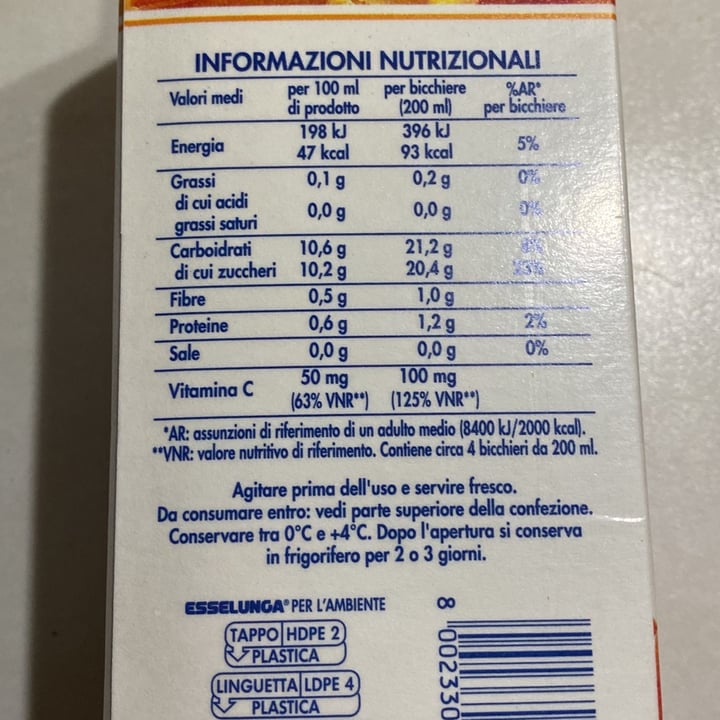 INFORMAZIONI NUTRIZIONALI
Valori medi per 100 ml di prodotto per bicchiere (200 ml) %AR* per bicchiere
Energia 198 kJ 396 kJ 5%
47 kcal 93 kcal
Grassi 0,1 g 0,2 g 0%
di cui acidi
grassi saturi 0,0 g 0,0 g 0%
Carboidrati 10,6 g 21,2 g 8%
di cui zuccheri 10,2 g 20,4 g 23%
Fibre 0,5 g 1,0 g
Proteine 0,6 g 1,2 g 2%
Sale 0,0 g 0,0 g 0%
Vitamina C 50 mg 100 mg
(63% VNR**) (125% VNR**)
*AR: assunzioni di riferimento di un adulto medio (8400 kJ/2000 kcal).
**VNR: valore nutritivo di riferimento. Contiene circa 4 bicchieri da 200 ml.
Agitare prima dell'uso e servire fresco.
Da consumare entro: vedi parte superiore della confezione.
Conservare tra 0°C e +4°C. Dopo l'apertura si conserva
in frigorifero per 2 o 3 giorni.
ESSELUNGA® PER L'AMBIENTE
TAPPO HDPE 2
PLASTICA
LINGUETTA LDPE 4
PLASTICA
8 002330